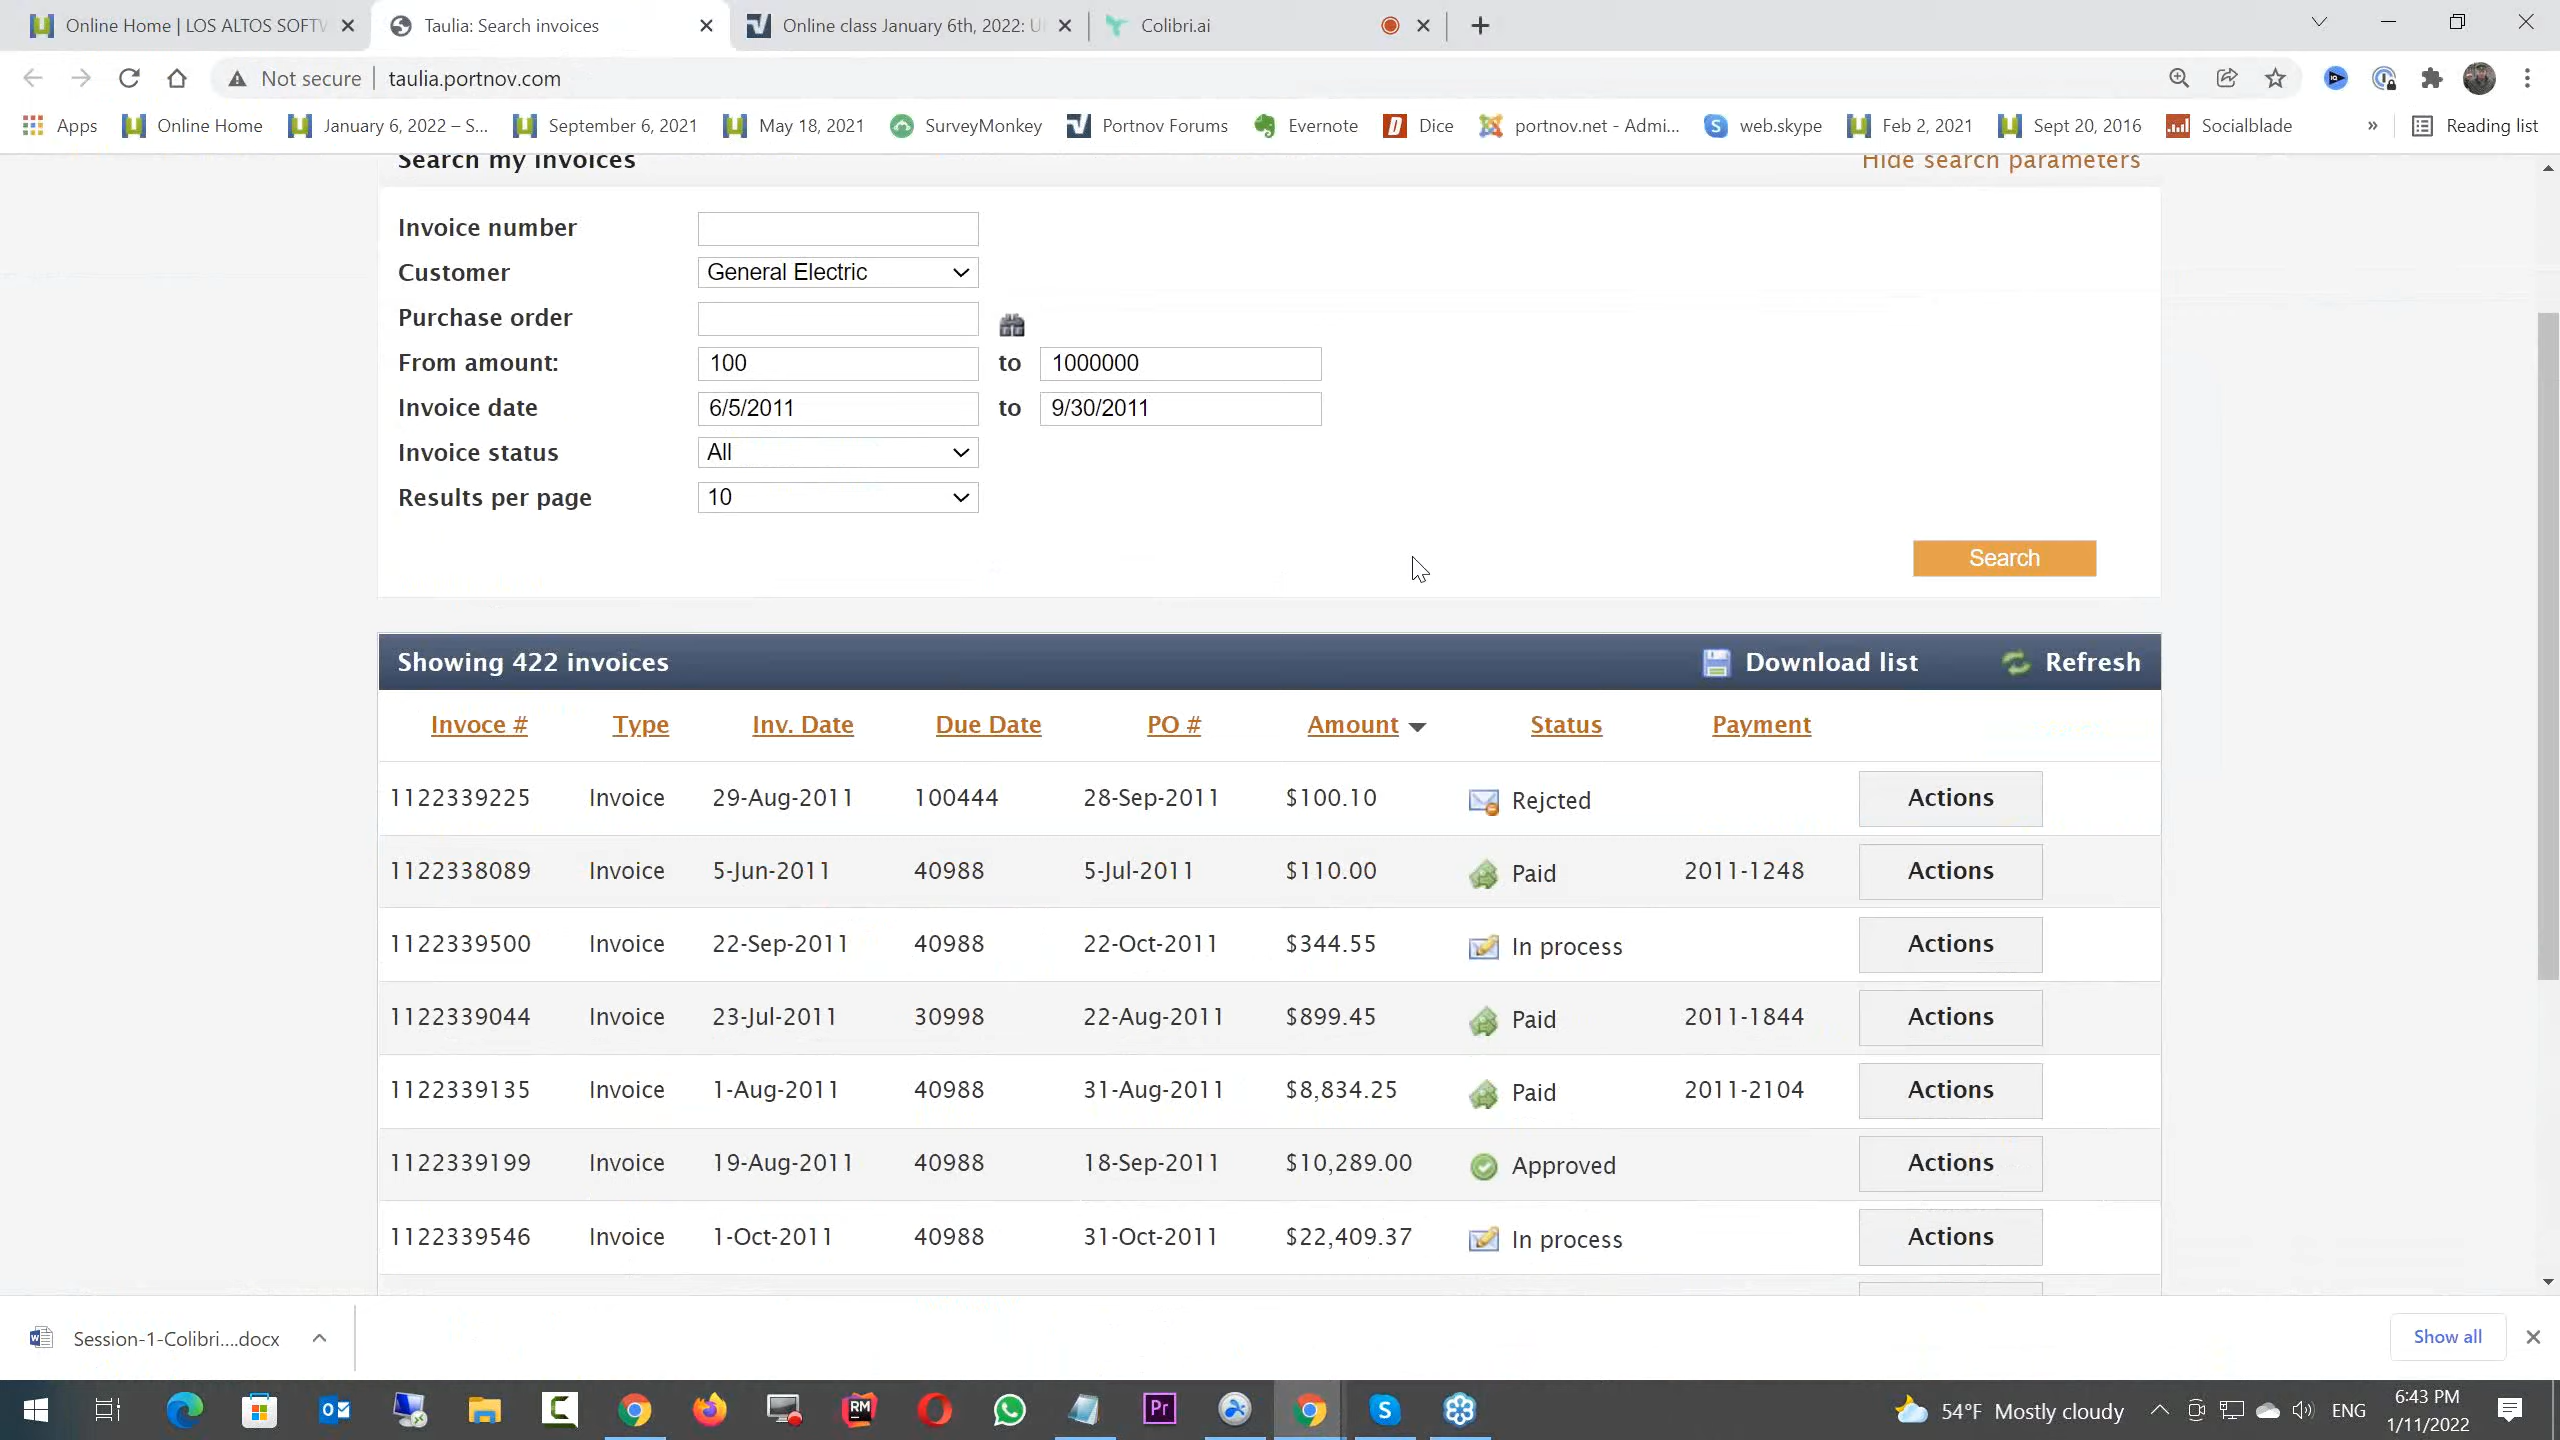 Online Home | LOS ALTOS SOFTW
Taulia: Search invoices
Online class January 6th, 2022: U
Colibri.ai
Not secure
taulia.portnov.com
Apps
Online Home
January 6, 2022 – S...
September 6, 2021
May 18, 2021
SurveyMonkey
Portnov Forums
Evernote
Dice
portnov.net - Admi...
web.skype
Feb 2, 2021
Sept 20, 2016
Socialblade
»
Reading list
Search my invoices
Hide search parameters
Invoice number
Customer General Electric
Purchase order
From amount: 100 to 1000000
Invoice date 6/5/2011 to 9/30/2011
Invoice status All
Results per page 10
Search
Showing 422 invoices Download list Refresh
Invoce # Type Inv. Date Due Date PO # Amount Status Payment
1122339225 Invoice 29-Aug-2011 100444 28-Sep-2011 $100.10 Rejcted Actions
1122338089 Invoice 5-Jun-2011 40988 5-Jul-2011 $110.00 Paid 2011-1248 Actions
1122339500 Invoice 22-Sep-2011 40988 22-Oct-2011 $344.55 In process Actions
1122339044 Invoice 23-Jul-2011 30998 22-Aug-2011 $899.45 Paid 2011-1844 Actions
1122339135 Invoice 1-Aug-2011 40988 31-Aug-2011 $8,834.25 Paid 2011-2104 Actions
1122339199 Invoice 19-Aug-2011 40988 18-Sep-2011 $10,289.00 Approved Actions
1122339546 Invoice 1-Oct-2011 40988 31-Oct-2011 $22,409.37 In process Actions
Session-1-Colibri....docx
Show all
54°F Mostly cloudy
ENG
6:43 PM
1/11/2022